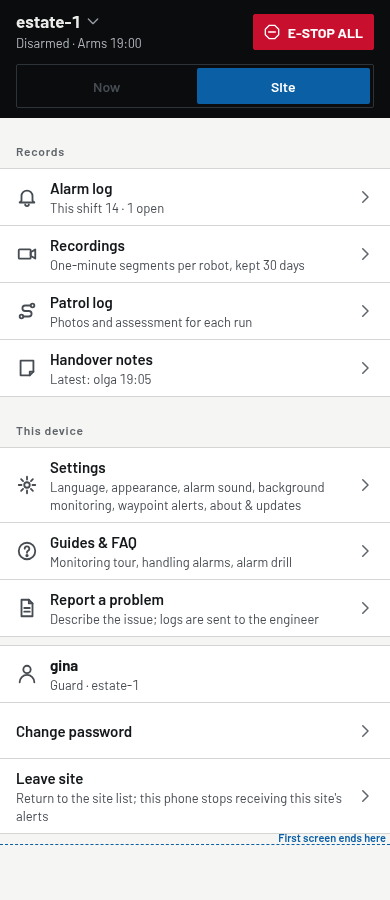 estate-1
Disarmed · Arms 19:00
E-STOP ALL
Now
Site
Records
Alarm log
This shift 14 · 1 open
Recordings
One-minute segments per robot, kept 30 days
Patrol log
Photos and assessment for each run
Handover notes
Latest: olga 19:05
This device
Settings
Language, appearance, alarm sound, background
monitoring, waypoint alerts, about & updates
Guides & FAQ
Monitoring tour, handling alarms, alarm drill
Report a problem
Describe the issue; logs are sent to the engineer
gina
Guard · estate-1
Change password
Leave site
Return to the site list; this phone stops receiving this site's
alerts
First screen ends here